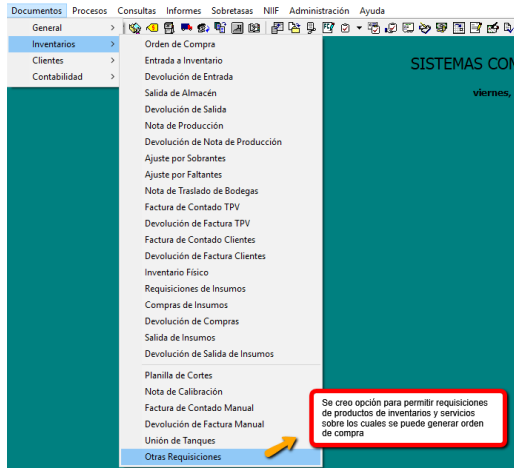 Documentos Procesos Consultas Informes Sobretasas NIIF Administración Ayuda
General
Inventarios
Clientes
Contabilidad
Orden de Compra
Entrada a Inventario
Devolución de Entrada
Salida de Almacén
Devolución de Salida
Nota de Producción
Devolución de Nota de Producción
Ajuste por Sobrantes
Ajuste por Faltantes
Nota de Traslado de Bodegas
Factura de Contado TPV
Devolución de Factura TPV
Factura de Contado Clientes
Devolución de Factura Clientes
Inventario Físico
Requisiciones de Insumos
Compras de Insumos
Devolución de Compras
Salida de Insumos
Devolución de Salida de Insumos
Planilla de Cortes
Nota de Calibración
Factura de Contado Manual
Devolución de Factura Manual
Unión de Tanques
Otras Requisiciones
SISTEMAS CON
viernes,
Se creo opción para permitir requisiciones
de productos de inventarios y servicios
sobre los cuales se puede generar orden
de compra